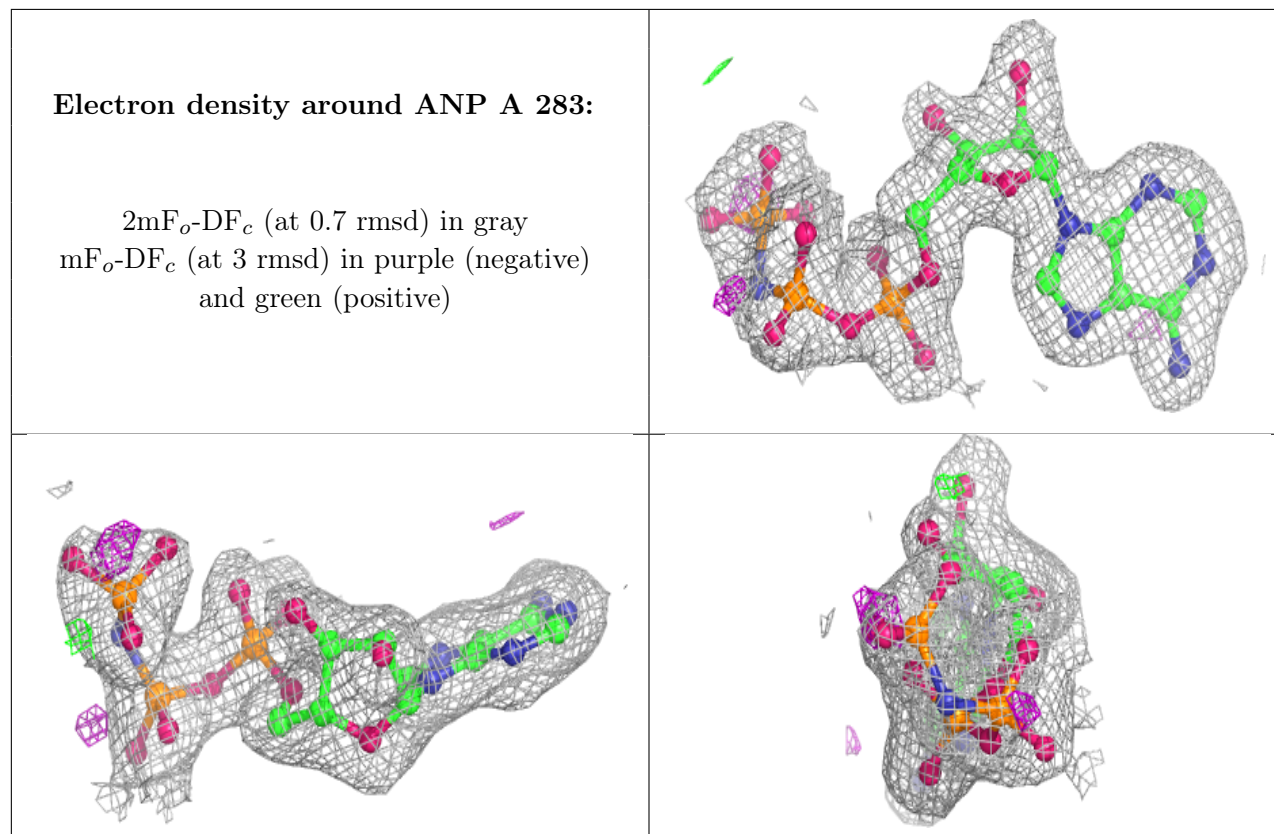 Electron density around ANP A 283:
2mFo-DFc (at 0.7 rmsd) in gray
mFo-DFc (at 3 rmsd) in purple (negative)
and green (positive)